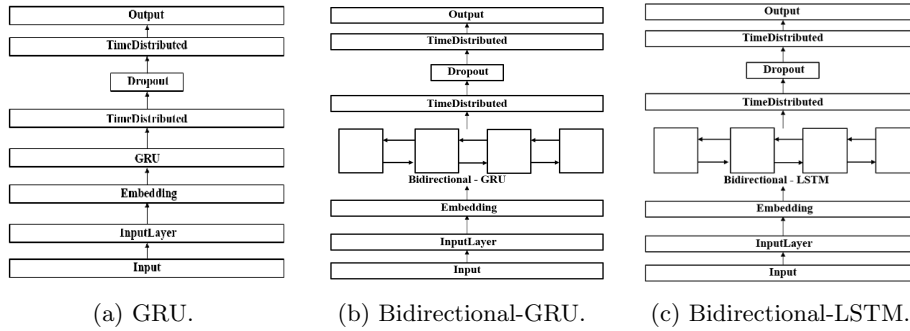 Output
TimeDistributed
Dropout
TimeDistributed
GRU
Embedding
InputLayer
Input
(a) GRU.
Output
TimeDistributed
Dropout
TimeDistributed
Bidirectional - GRU
Embedding
InputLayer
Input
(b) Bidirectional-GRU.
Output
TimeDistributed
Dropout
TimeDistributed
Bidirectional - LSTM
Embedding
InputLayer
Input
(c) Bidirectional-LSTM.